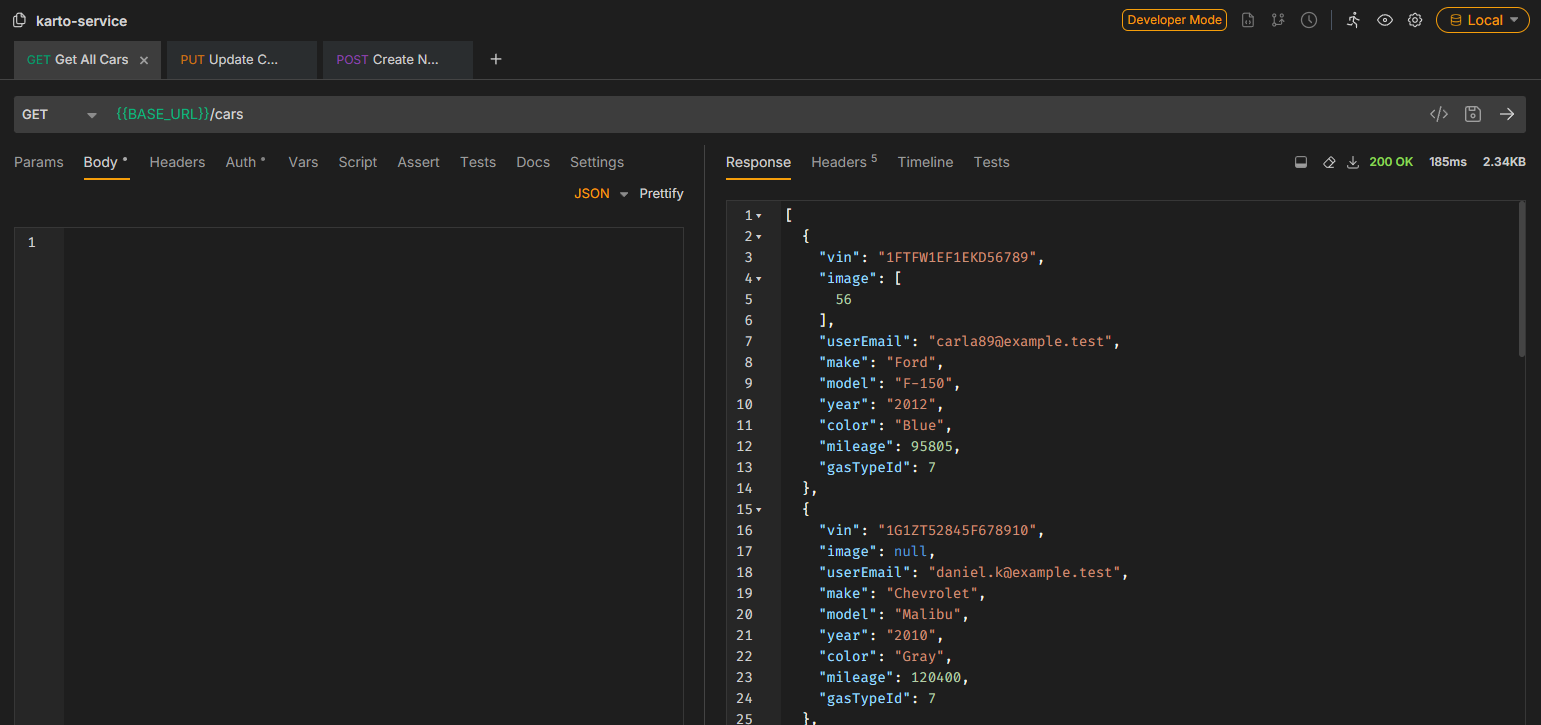 karto-service
Developer Mode
Local
GET Get All Cars
PUT Update C...
POST Create N...
GET {{BASE_URL}}/cars
Params Body Headers Auth Vars Script Assert Tests Docs Settings
JSON Prettify
1
Response Headers 5 Timeline Tests 200 OK 185ms 2.34KB
1 [
2 {
3 "vin": "1FTFW1EF1EKD56789",
4 "image": [
5 56
6 ],
7 "userEmail": "carla89@example.test",
8 "make": "Ford",
9 "model": "F-150",
10 "year": "2012",
11 "color": "Blue",
12 "mileage": 95805,
13 "gasTypeId": 7
14 },
15 {
16 "vin": "1G1ZT52845F678910",
17 "image": null,
18 "userEmail": "daniel.k@example.test",
19 "make": "Chevrolet",
20 "model": "Malibu",
21 "year": "2010",
22 "color": "Gray",
23 "mileage": 120400,
24 "gasTypeId": 7
25 },